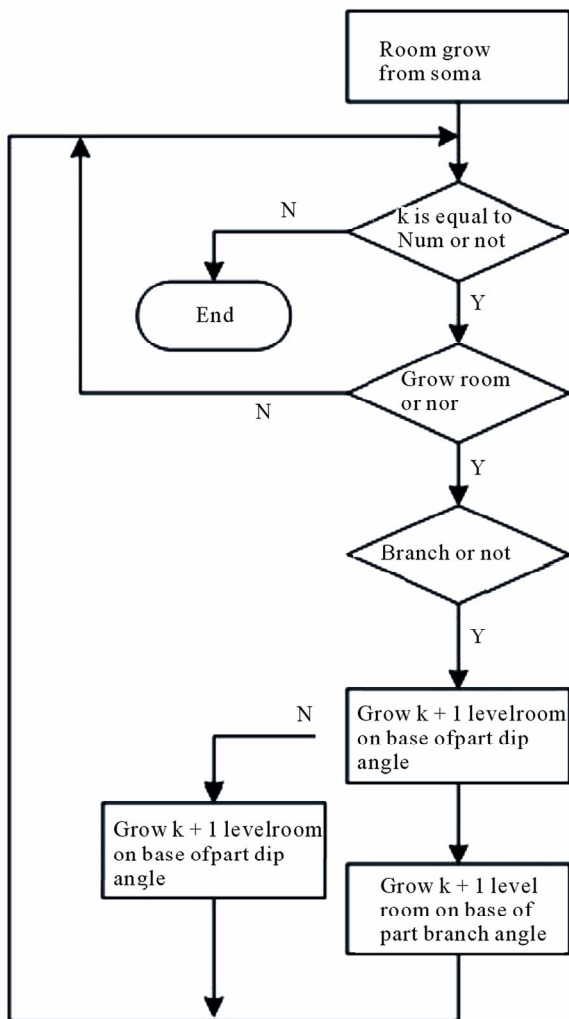 Room grow
from soma
k is equal to
Num or not
N
Y
End
Grow room
or nor
N
Y
Branch or not
Y
N
Grow k + 1 levelroom
on base ofpart dip
angle
Grow k + 1 levelroom
on base ofpart dip
angle
Grow k + 1 level
room on base of
part branch angle